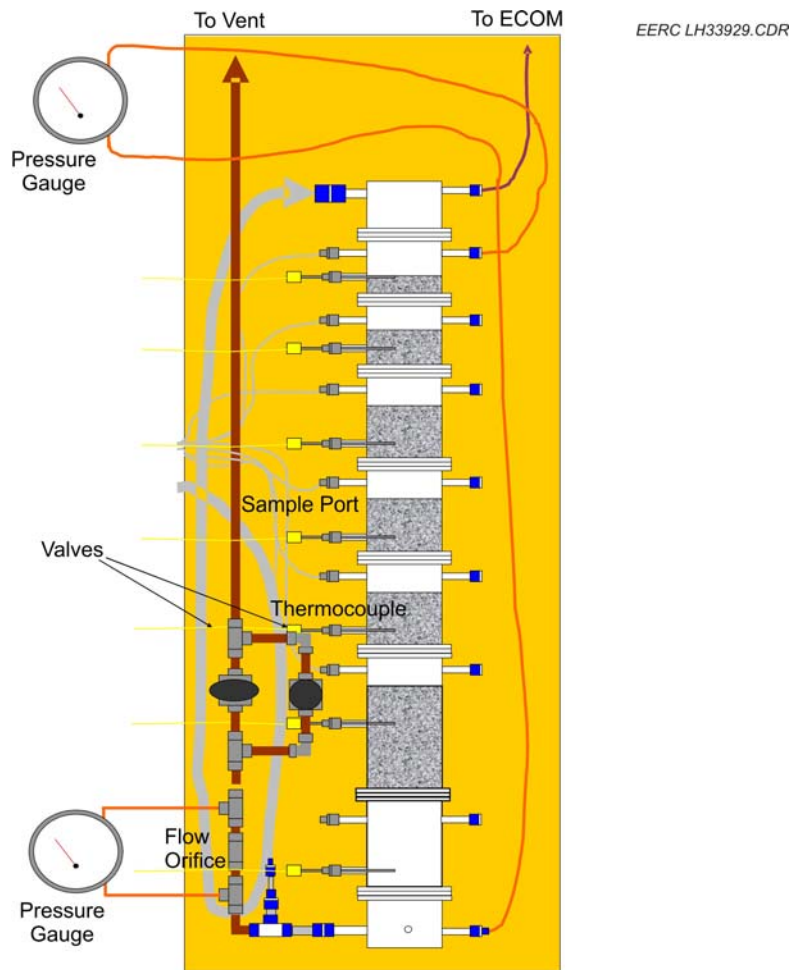 To Vent
To ECOM
EERC LH33929.CDR
Pressure
Gauge
Sample Port
Valves
Thermocouple
Flow
Orifice
Pressure
Gauge